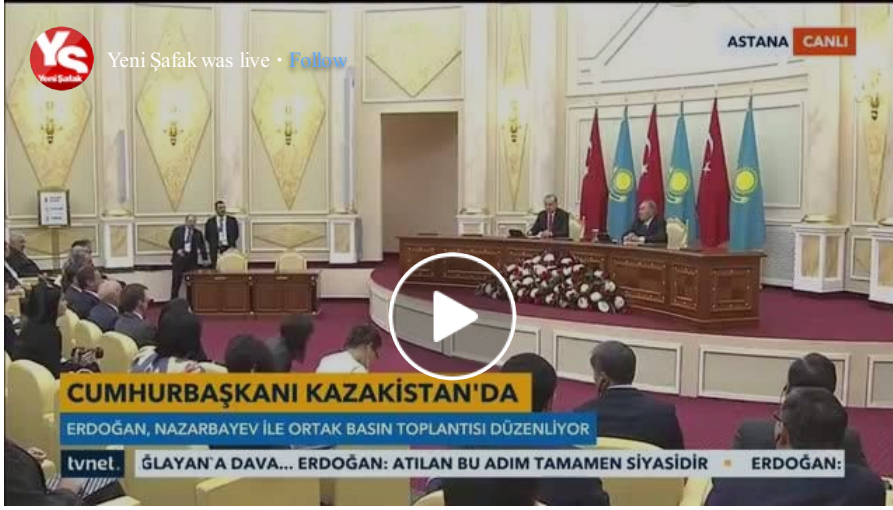 ASTANA CANLI
YŞ
Yeni Şafak
Yeni Şafak was live · Follow
CUMHURBAŞKANI KAZAKİSTAN'DA
ERDOĞAN, NAZARBAYEV İLE ORTAK BASIN TOPLANTISI DÜZENLİYOR
tvnet. ĞLAYAN'A DAVA... ERDOĞAN: ATILAN BU ADIM TAMAMEN SİYASİDİR • ERDOĞAN: